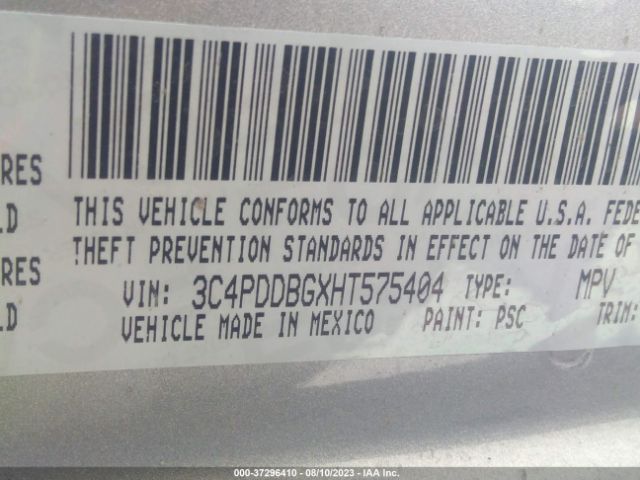 RES
LD
RES
LD
THIS VEHICLE CONFORMS TO ALL APPLICABLE U.S.A. FEDE
THEFT PREVENTION STANDARDS IN EFFECT ON THE DATE OF
VIN: 3C4PDDBGXHT575404 TYPE: MPV
VEHICLE MADE IN MEXICO PAINT: PSC TRIM:
000-37296410 | 08/10/2023 - IAA Inc.